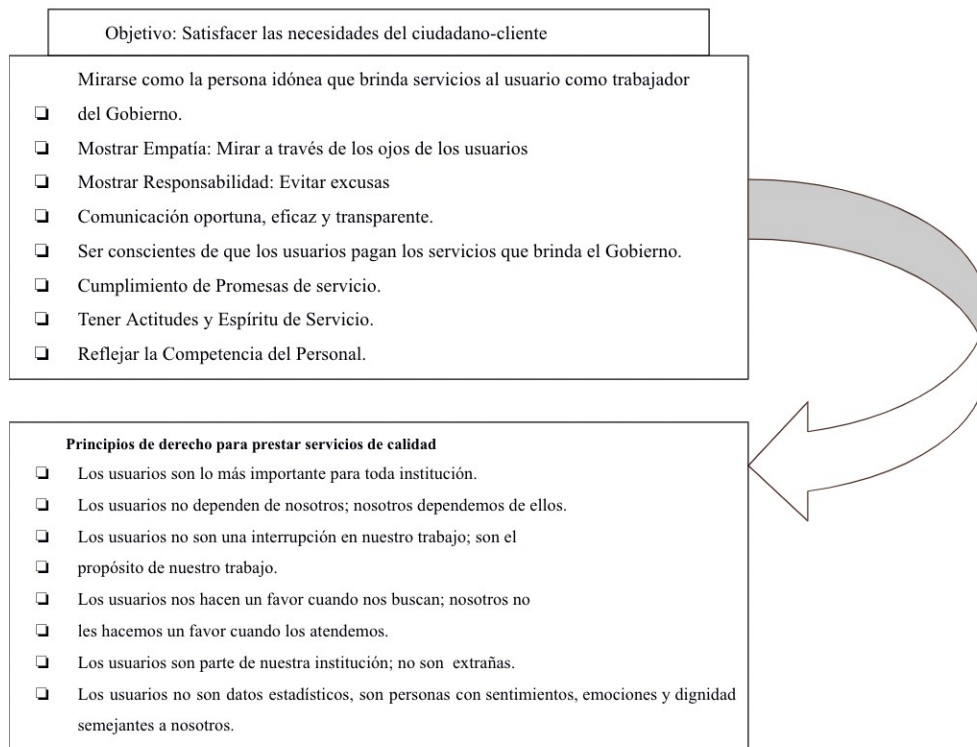 Objetivo: Satisfacer las necesidades del ciudadano-cliente
Mirarse como la persona idónea que brinda servicios al usuario como trabajador
❏ del Gobierno.
❏ Mostrar Empatía: Mirar a través de los ojos de los usuarios
❏ Mostrar Responsabilidad: Evitar excusas
❏ Comunicación oportuna, eficaz y transparente.
❏ Ser conscientes de que los usuarios pagan los servicios que brinda el Gobierno.
❏ Cumplimiento de Promesas de servicio.
❏ Tener Actitudes y Espíritu de Servicio.
❏ Reflejar la Competencia del Personal.
Principios de derecho para prestar servicios de calidad
❏ Los usuarios son lo más importante para toda institución.
❏ Los usuarios no dependen de nosotros; nosotros dependemos de ellos.
❏ Los usuarios no son una interrupción en nuestro trabajo; son el
❏ propósito de nuestro trabajo.
❏ Los usuarios nos hacen un favor cuando nos buscan; nosotros no
❏ les hacemos un favor cuando los atendemos.
❏ Los usuarios son parte de nuestra institución; no son extrañas.
❏ Los usuarios no son datos estadísticos, son personas con sentimientos, emociones y dignidad
semejantes a nosotros.